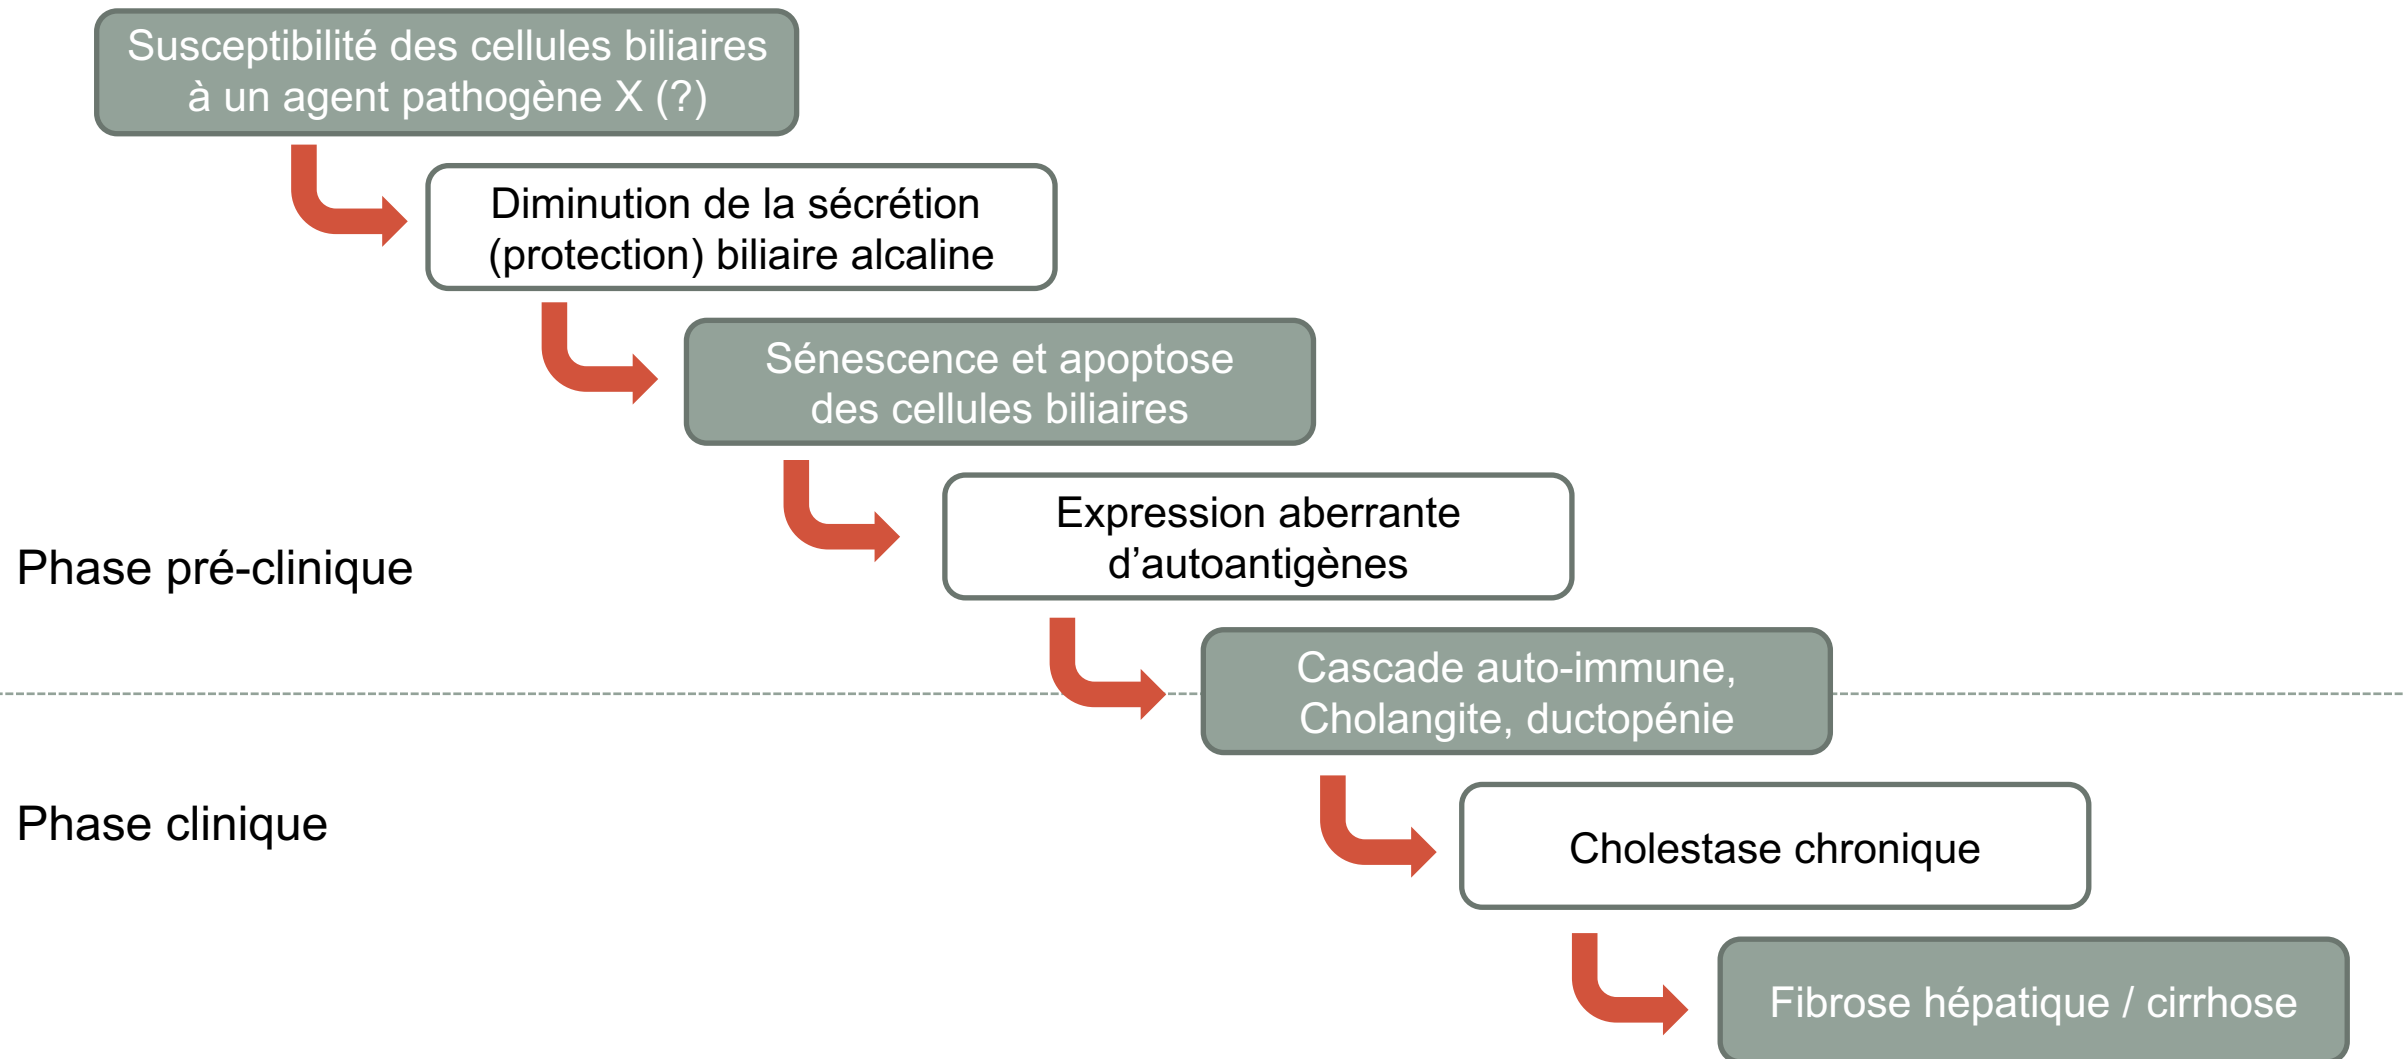 Susceptibilité des cellules biliaires
à un agent pathogène X (?)
Diminution de la sécrétion
(protection) biliaire alcaline
Sénescence et apoptose
des cellules biliaires
Expression aberrante
d’autoantigènes
Phase pré-clinique
Cascade auto-immune,
Cholangite, ductopénie
Phase clinique
Cholestase chronique
Fibrose hépatique / cirrhose